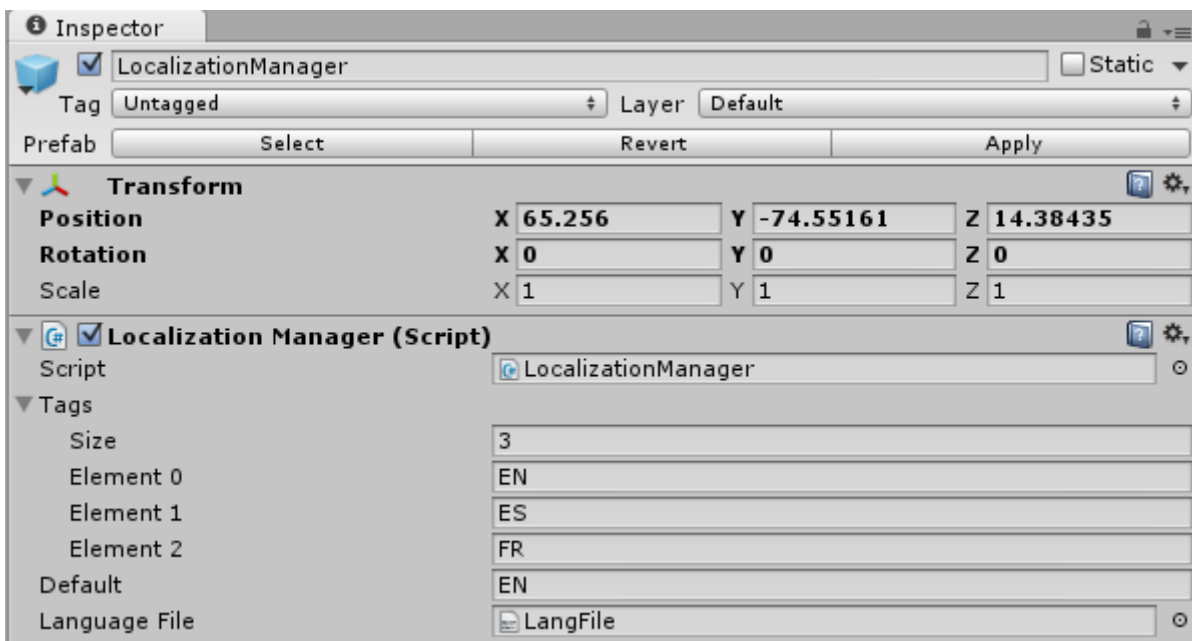 Inspector
LocalizationManager Static
Tag Untagged Layer Default
Prefab Select Revert Apply
Transform
Position X 65.256 Y -74.55161 Z 14.38435
Rotation X 0 Y 0 Z 0
Scale X 1 Y 1 Z 1
Localization Manager (Script)
Script LocalizationManager
Tags
Size 3
Element 0 EN
Element 1 ES
Element 2 FR
Default EN
Language File LangFile